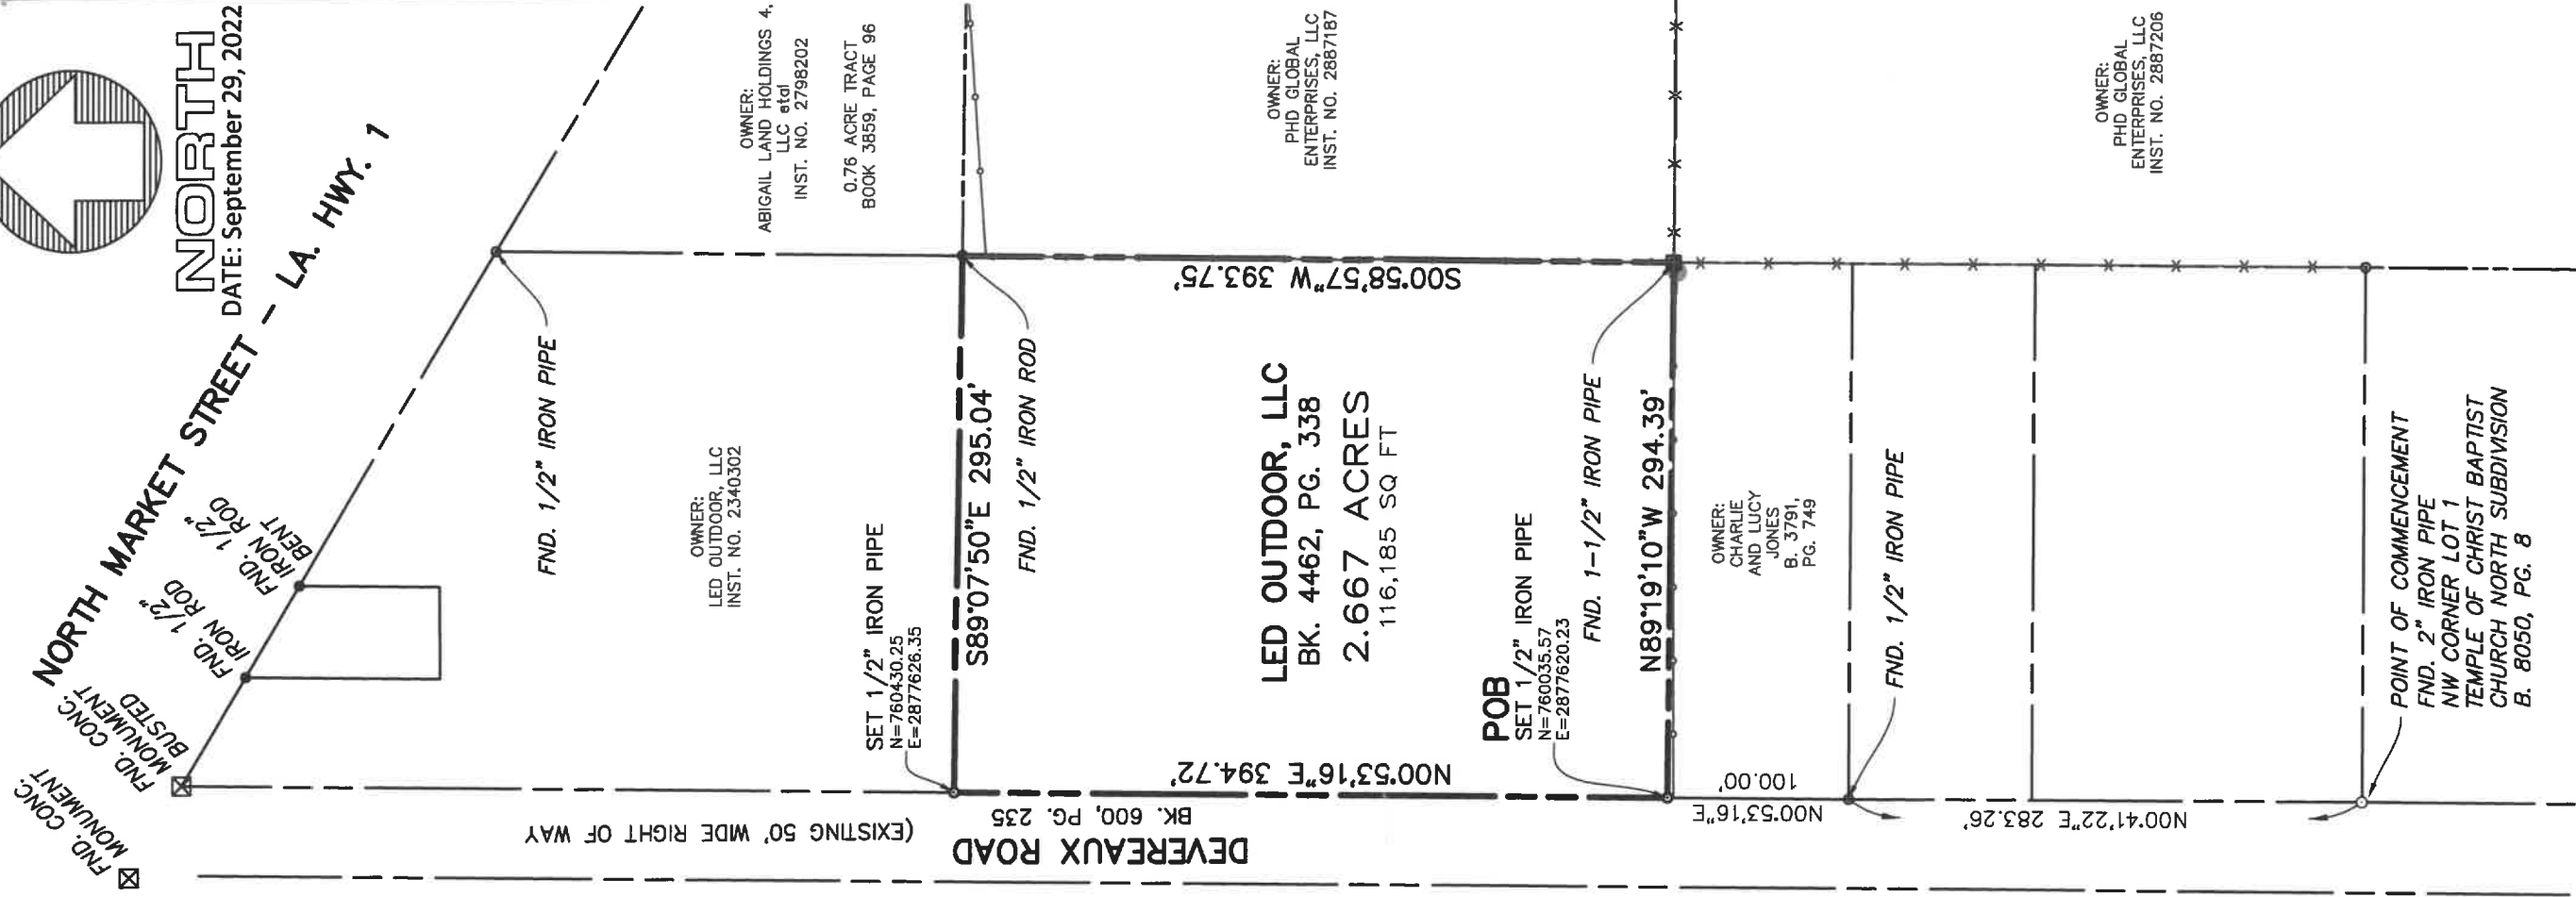 NORTH
DATE: September 29, 2022
NORTH MARKET STREET - LA. HWY. 1
FND. CONC.
MONUMENT
FND. CONC.
MONUMENT
BUSTED
FND. 1/2"
IRON ROD
FND. 1/2"
IRON ROD
BENT
FND. 1/2" IRON PIPE
OWNER:
ABIGAIL LAND HOLDINGS 4,
LLC etal
INST. NO. 2798202
0.76 ACRE TRACT
BOOK 3859, PAGE 96
OWNER:
LED OUTDOOR, LLC
INST. NO. 2340302
SET 1/2" IRON PIPE
N=760430.25
E=2877626.35
S89°07'50"E 295.04'
FND. 1/2" IRON ROD
OWNER:
PHD GLOBAL
ENTERPRISES, LLC
INST. NO. 2887187
S00°58'57"W 393.75'
LED OUTDOOR, LLC
BK. 4462, PG. 338
2.667 ACRES
116,185 SQ FT
N00°53'16"E 394.72'
(EXISTING 50' WIDE RIGHT OF WAY
BK. 600, PG. 235
DEVEREAUX ROAD
POB
SET 1/2" IRON PIPE
N=760035.57
E=2877620.23
FND. 1-1/2" IRON PIPE
N89°19'10"W 294.39'
OWNER:
CHARLIE
AND LUCY
JONES
B. 3791,
PG. 749
100.00'
N00°53'16"E
FND. 1/2" IRON PIPE
N00°41'22"E 283.26'
OWNER:
PHD GLOBAL
ENTERPRISES, LLC
INST. NO. 2887206
POINT OF COMMENCEMENT
FND. 2" IRON PIPE
NW CORNER LOT 1
TEMPLE OF CHRIST BAPTIST
CHURCH NORTH SUBDIVISION
B. 8050, PG. 8